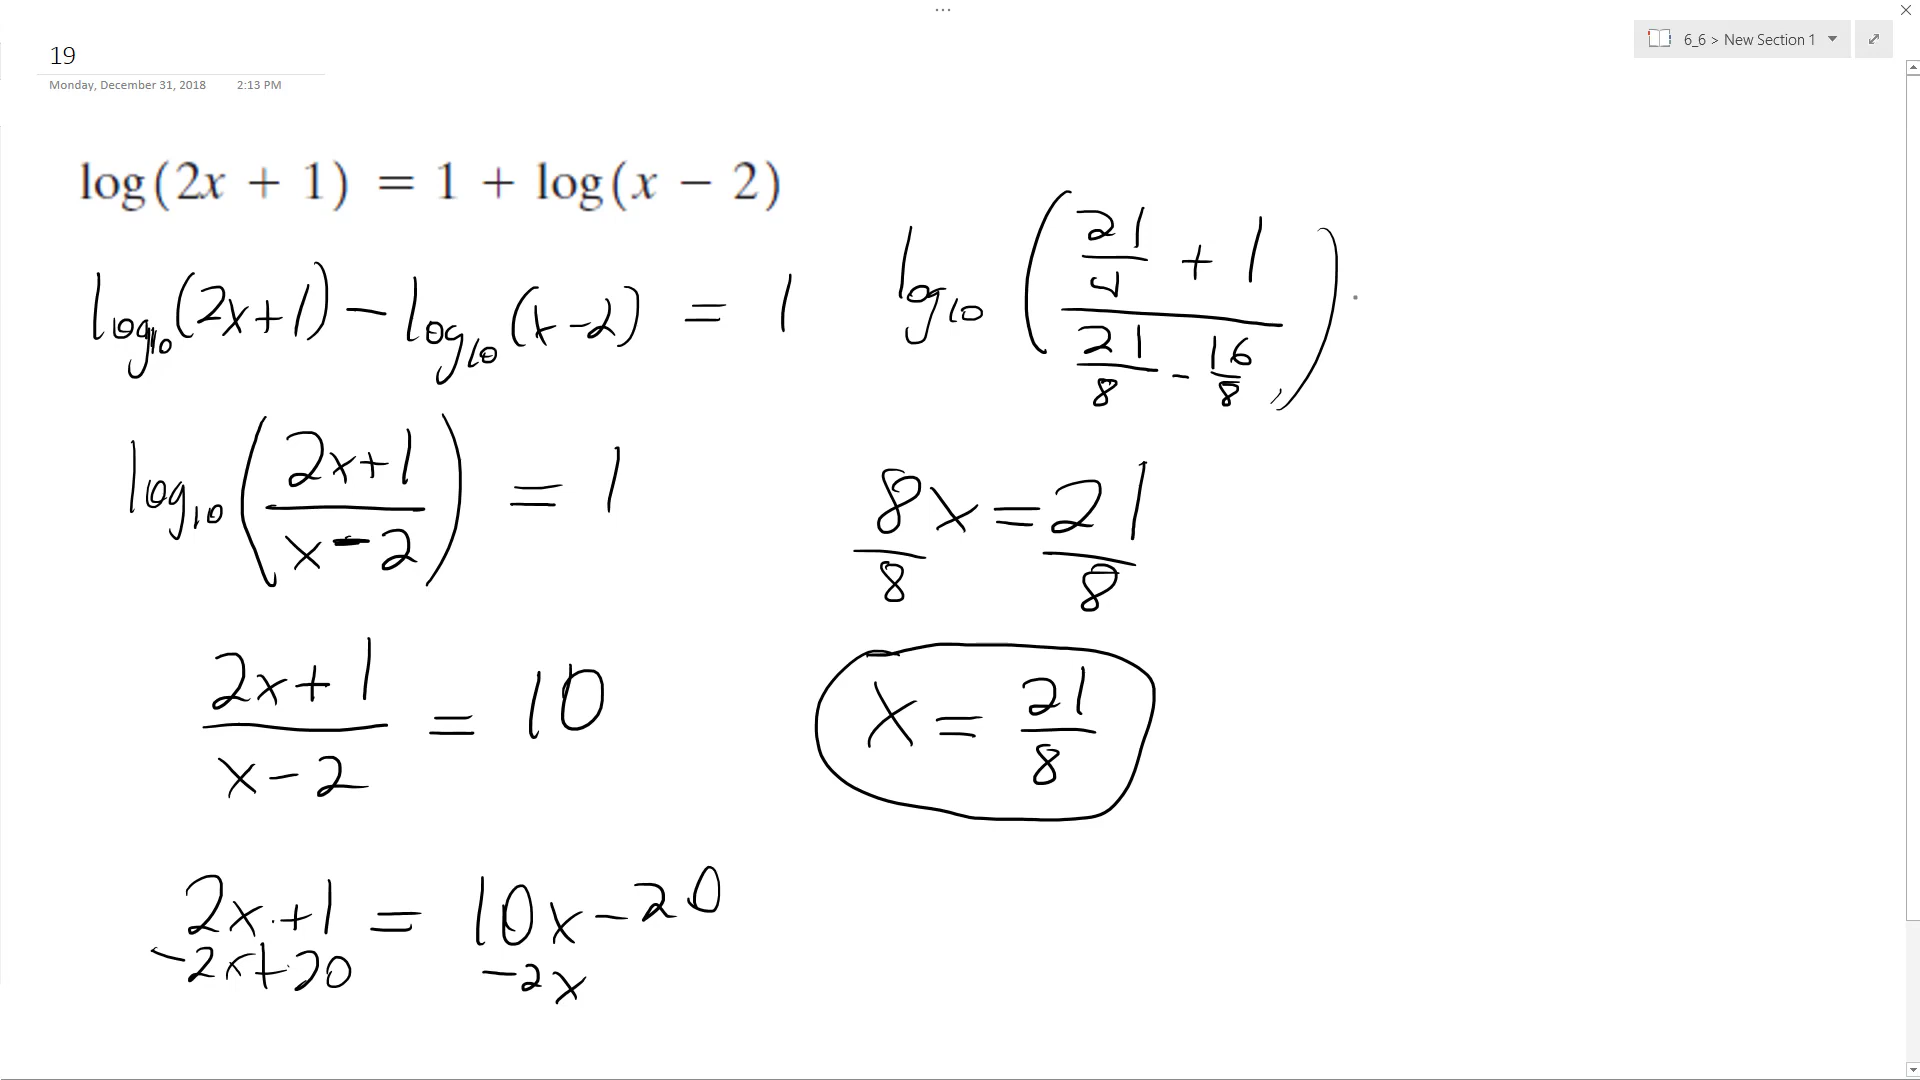 ...
6_6 > New Section 1
19
Monday, December 31, 2018 2:13 PM
log(2x + 1) = 1 + log(x − 2)
log₁₀(2x+1) − log₁₀(x−2) = 1
log₁₀((2x+1)/(x−2)) = 1
(2x+1)/(x−2) = 10
2x+1 = 10x−20
−2x+20 −2x
log₁₀((21/4 + 1)/(21/8 − 16/8))
8x/8 = 21/8
x = 21/8